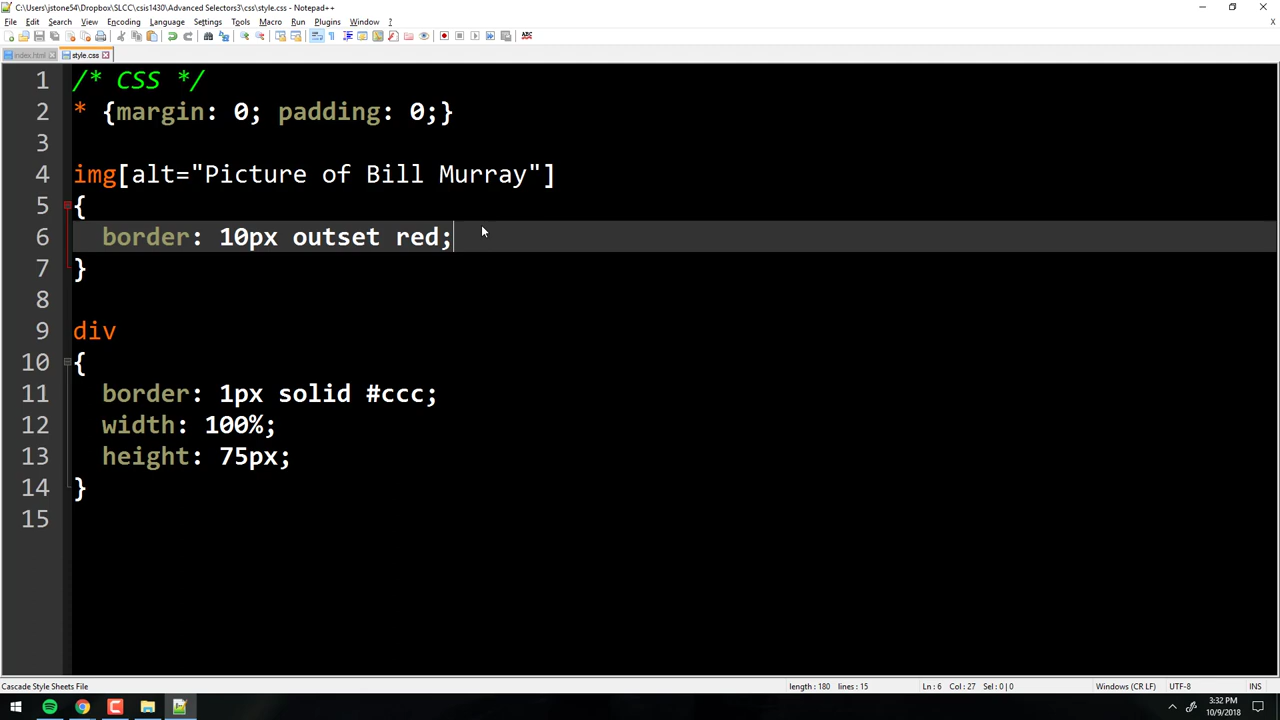 C:\Users\jstone54\Dropbox\SLCC\csis1430\Advanced Selectors3\css\style.css - Notepad++
File Edit Search View Encoding Language Settings Tools Macro Run Plugins Window ?
index.html style.css
1 /* CSS */
2 * {margin: 0; padding: 0;}
3
4 img[alt="Picture of Bill Murray"]
5 {
6 border: 10px outset red;
7 }
8
9 div
10 {
11 border: 1px solid #ccc;
12 width: 100%;
13 height: 75px;
14 }
15
Cascade Style Sheets File length : 180 lines : 15 Ln : 6 Col : 27 Sel : 0 | 0 Windows (CR LF) UTF-8 INS
3:32 PM
10/9/2018